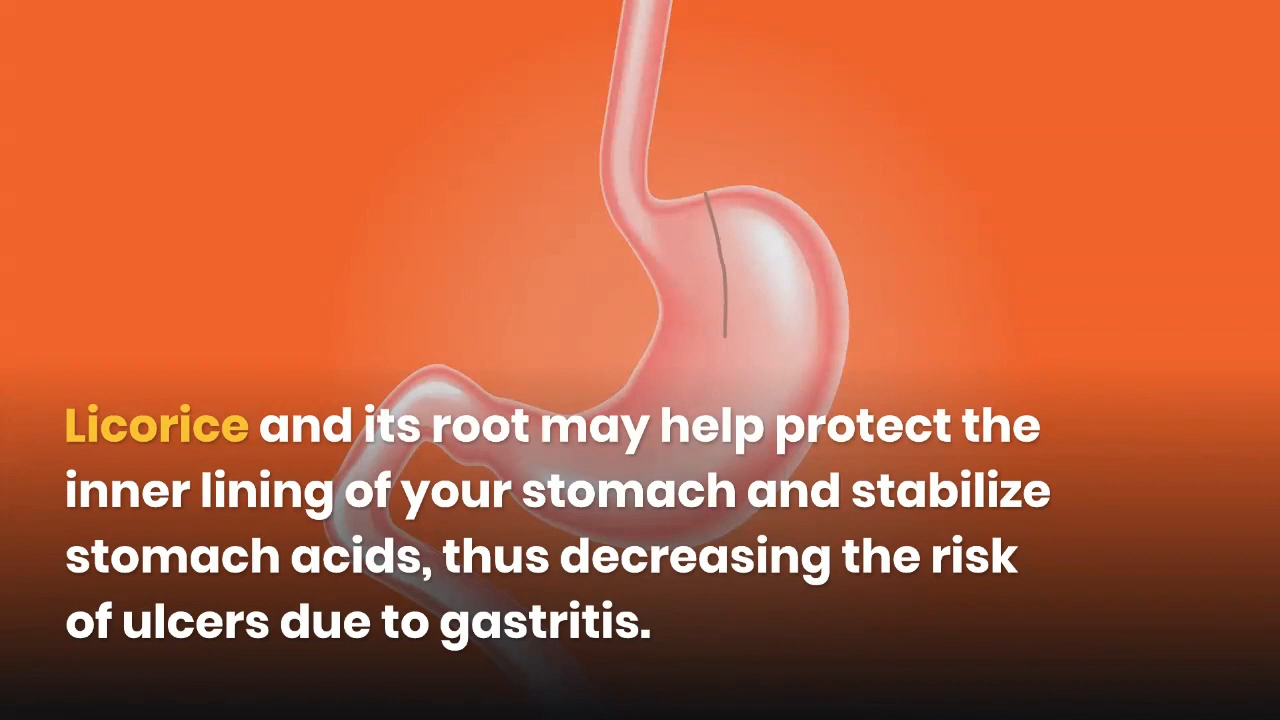 Licorice and its root may help protect the
inner lining of your stomach and stabilize
stomach acids, thus decreasing the risk
of ulcers due to gastritis.